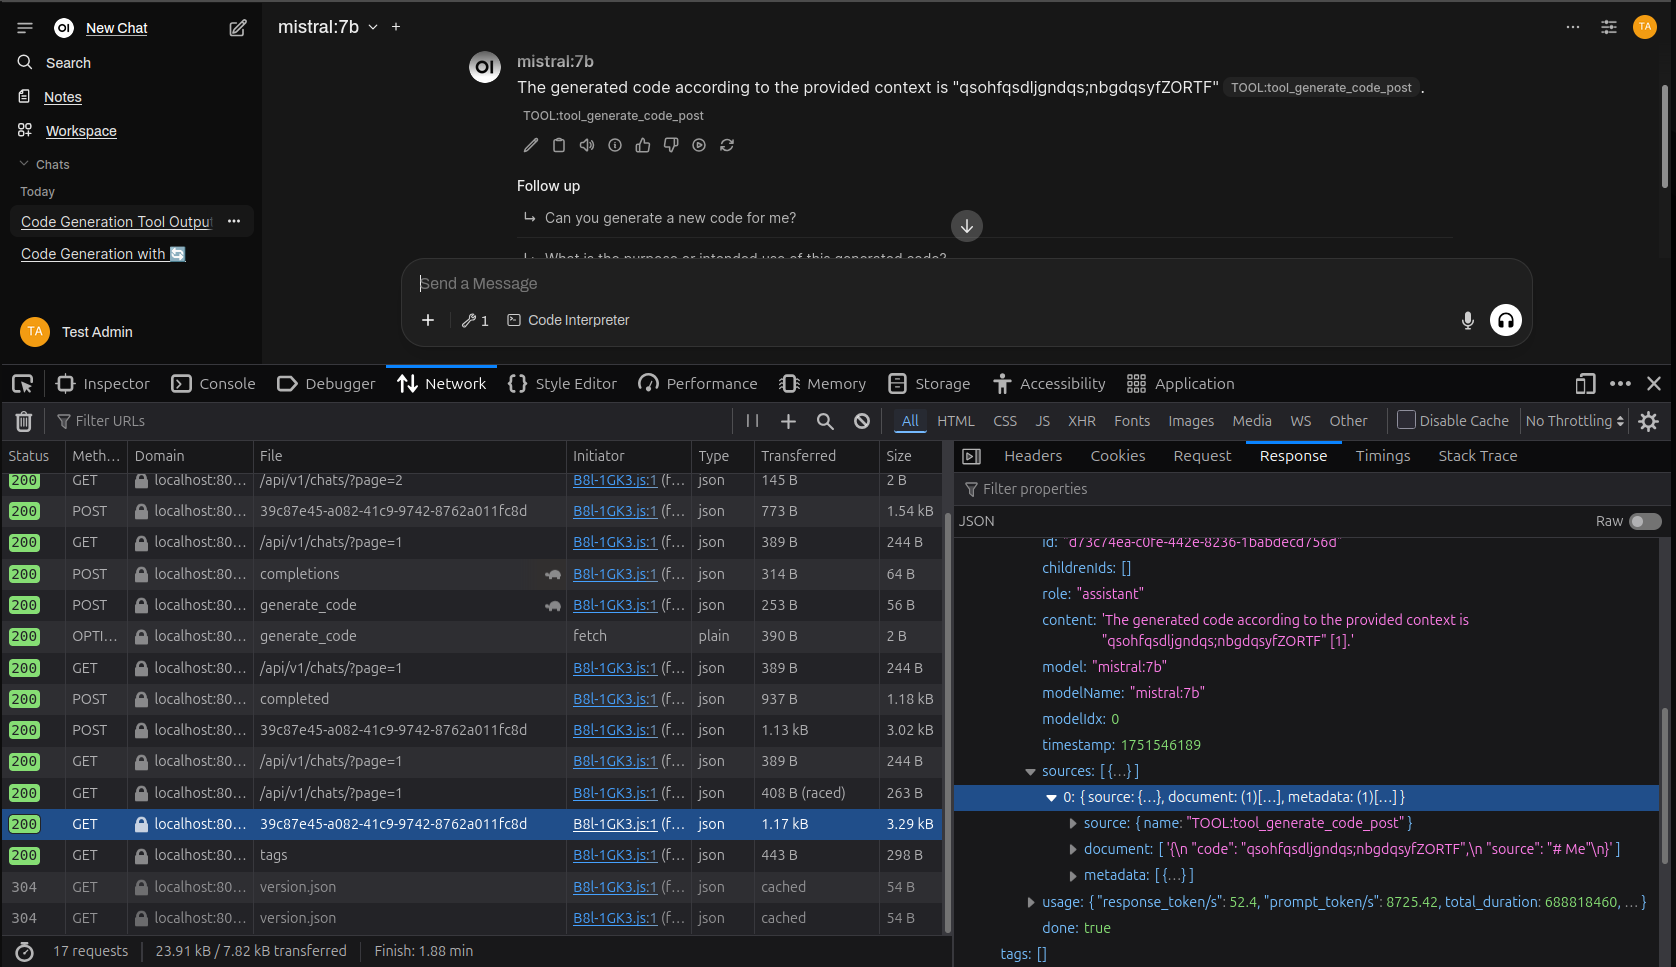 OI New Chat
Search
Notes
Workspace
Chats
Today
Code Generation Tool Output
Code Generation with
TA Test Admin
mistral:7b
TA
OI mistral:7b
The generated code according to the provided context is "qsohfqsdljgndqs;nbgdqsyfZORTF" TOOL:tool_generate_code_post .
TOOL:tool_generate_code_post
Follow up
Can you generate a new code for me?
What is the purpose or intended use of this generated code?
Send a Message
1 Code Interpreter
Inspector Console Debugger Network Style Editor Performance Memory Storage Accessibility Application
Filter URLs All HTML CSS JS XHR Fonts Images Media WS Other Disable Cache No Throttling
Status Meth... Domain File Initiator Type Transferred Size
200 GET localhost:80... /api/v1/chats/?page=2 B8l-1GK3.js:1 (f... json 145 B 2 B
200 POST localhost:80... 39c87e45-a082-41c9-9742-8762a011fc8d B8l-1GK3.js:1 (f... json 773 B 1.54 kB
200 GET localhost:80... /api/v1/chats/?page=1 B8l-1GK3.js:1 (f... json 389 B 244 B
200 POST localhost:80... completions B8l-1GK3.js:1 (f... json 314 B 64 B
200 POST localhost:80... generate_code B8l-1GK3.js:1 (f... json 253 B 56 B
200 OPTI... localhost:80... generate_code fetch plain 390 B 2 B
200 GET localhost:80... /api/v1/chats/?page=1 B8l-1GK3.js:1 (f... json 389 B 244 B
200 POST localhost:80... completed B8l-1GK3.js:1 (f... json 937 B 1.18 kB
200 POST localhost:80... 39c87e45-a082-41c9-9742-8762a011fc8d B8l-1GK3.js:1 (f... json 1.13 kB 3.02 kB
200 GET localhost:80... /api/v1/chats/?page=1 B8l-1GK3.js:1 (f... json 389 B 244 B
200 GET localhost:80... /api/v1/chats/?page=1 B8l-1GK3.js:1 (f... json 408 B (raced) 263 B
200 GET localhost:80... 39c87e45-a082-41c9-9742-8762a011fc8d B8l-1GK3.js:1 (f... json 1.17 kB 3.29 kB
200 GET localhost:80... tags B8l-1GK3.js:1 (f... json 443 B 298 B
304 GET localhost:80... version.json B8l-1GK3.js:1 (f... json cached 54 B
304 GET localhost:80... version.json B8l-1GK3.js:1 (f... json cached 54 B
17 requests 23.91 kB / 7.82 kB transferred Finish: 1.88 min
Headers Cookies Request Response Timings Stack Trace
Filter properties
JSON Raw
id: "d73c74ea-c0fe-442e-8236-1babdecd756d"
childrenIds: []
role: "assistant"
content: 'The generated code according to the provided context is
"qsohfqsdljgndqs;nbgdqsyfZORTF" [1].'
model: "mistral:7b"
modelName: "mistral:7b"
modelIdx: 0
timestamp: 1751546189
sources: [ {...} ]
0: { source: {...}, document: (1)[...], metadata: (1)[...] }
source: { name: "TOOL:tool_generate_code_post" }
document: [ '{\n "code": "qsohfqsdljgndqs;nbgdqsyfZORTF",\n "source": "# Me"\n}' ]
metadata: [ {...} ]
usage: { "response_token/s": 52.4, "prompt_token/s": 8725.42, total_duration: 688818460, ... }
done: true
tags: []